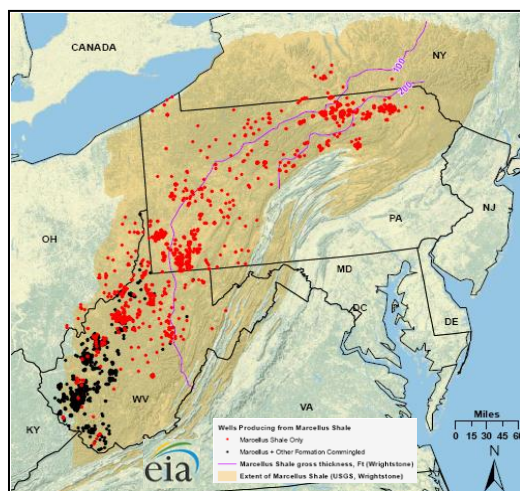 CANADA
NY
100
200
OH
PA
NJ
MD
DC
DE
WV
KY
VA
Wells Producing from Marcellus Shale
Marcellus Shale Only
Marcellus + Other Formation Commingled
Marcellus Shale gross thickness, Ft (Wrightstone)
Extent of Marcellus Shale (USGS, Wrightstone)
eia
Miles
0 15 30 60
N